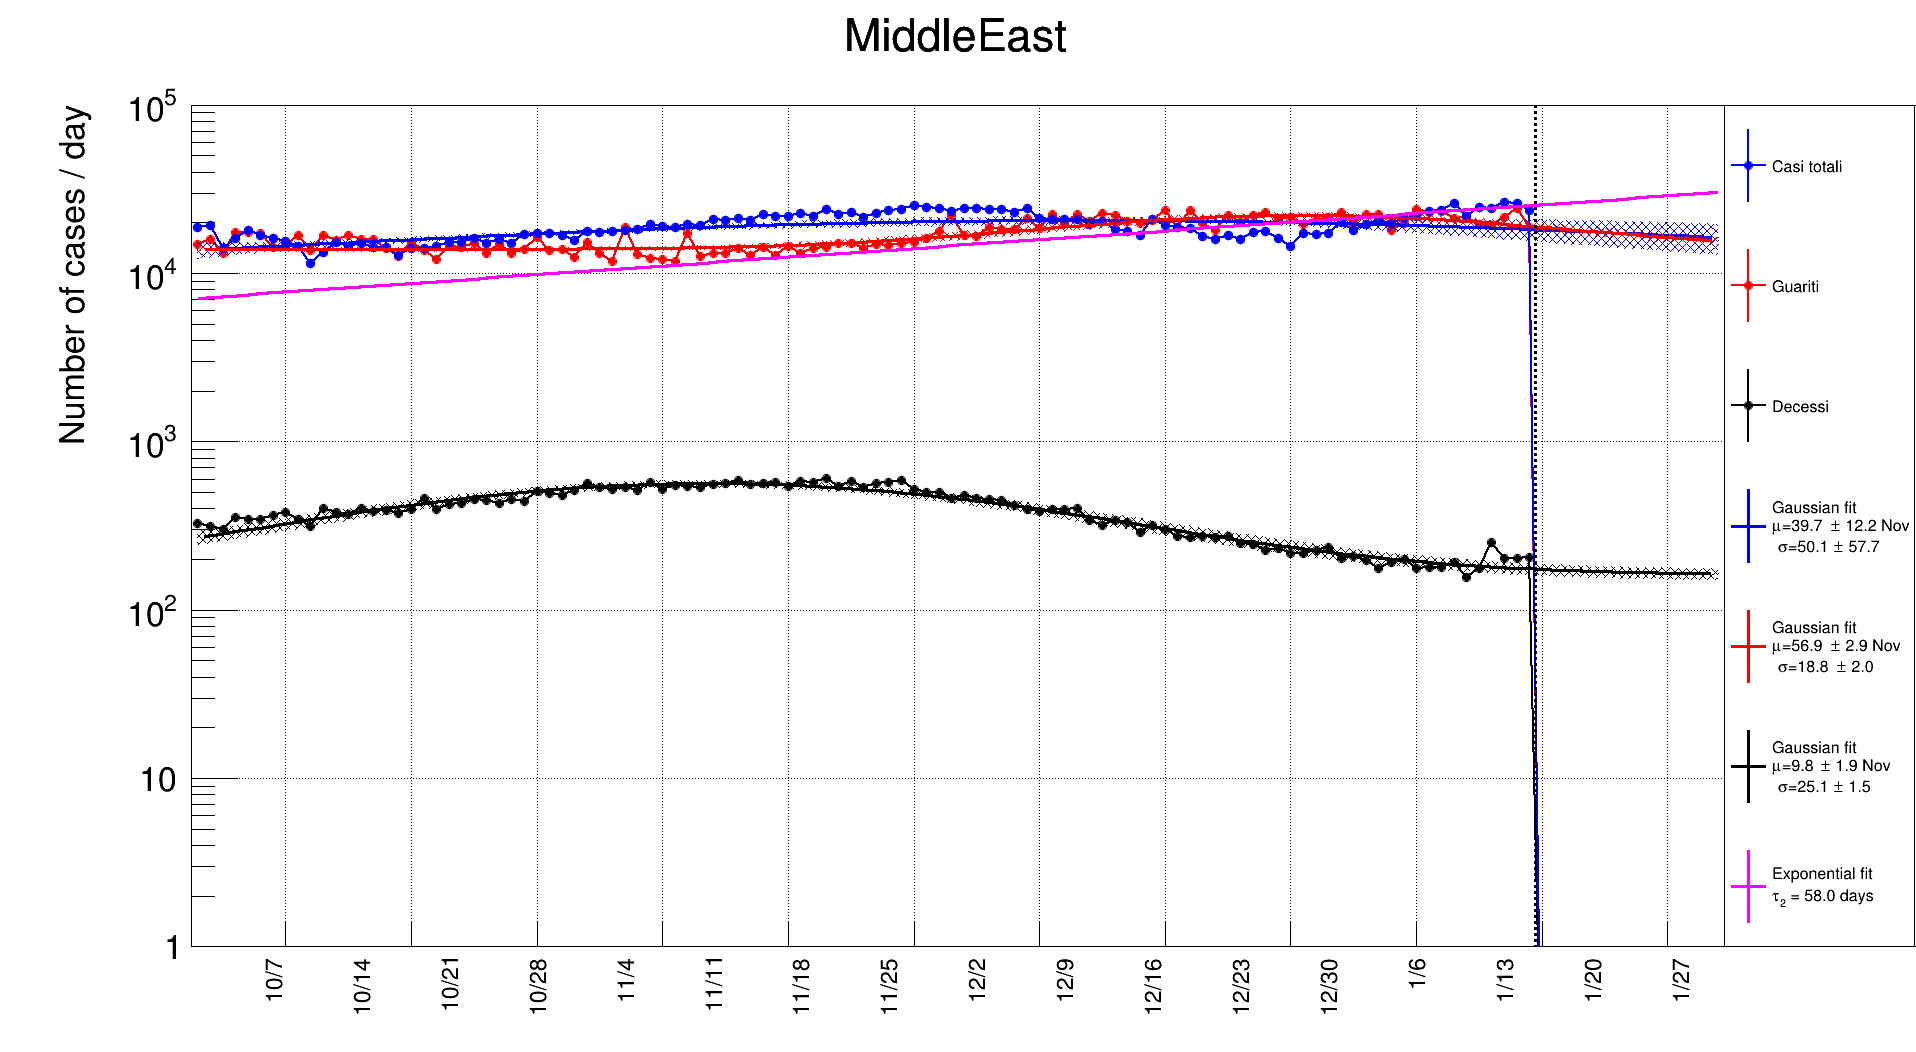 MiddleEast
Number of cases / day
10^5
10^4
10^3
10^2
10
1
10/7
10/14
10/21
10/28
11/4
11/11
11/18
11/25
12/2
12/9
12/16
12/23
12/30
1/6
1/13
1/20
1/27
Casi totali
Guariti
Decessi
Gaussian fit
μ=39.7 ± 12.2 Nov
σ=50.1 ± 57.7
Gaussian fit
μ=56.9 ± 2.9 Nov
σ=18.8 ± 2.0
Gaussian fit
μ=9.8 ± 1.9 Nov
σ=25.1 ± 1.5
Exponential fit
τ₂ = 58.0 days